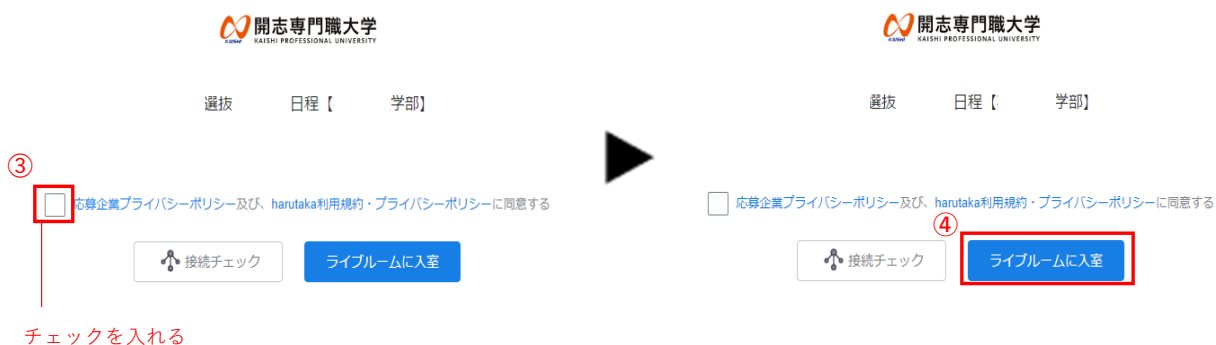 開志専門職大学
KAISHI
KAISHI PROFESSIONAL UNIVERSITY
選抜 日程【 学部】
③
応募企業プライバシーポリシー及び、harutaka利用規約・プライバシーポリシーに同意する
接続チェック
ライブルームに入室
チェックを入れる
開志専門職大学
KAISHI
KAISHI PROFESSIONAL UNIVERSITY
選抜 日程【 学部】
応募企業プライバシーポリシー及び、harutaka利用規約・プライバシーポリシーに同意する
④
接続チェック
ライブルームに入室